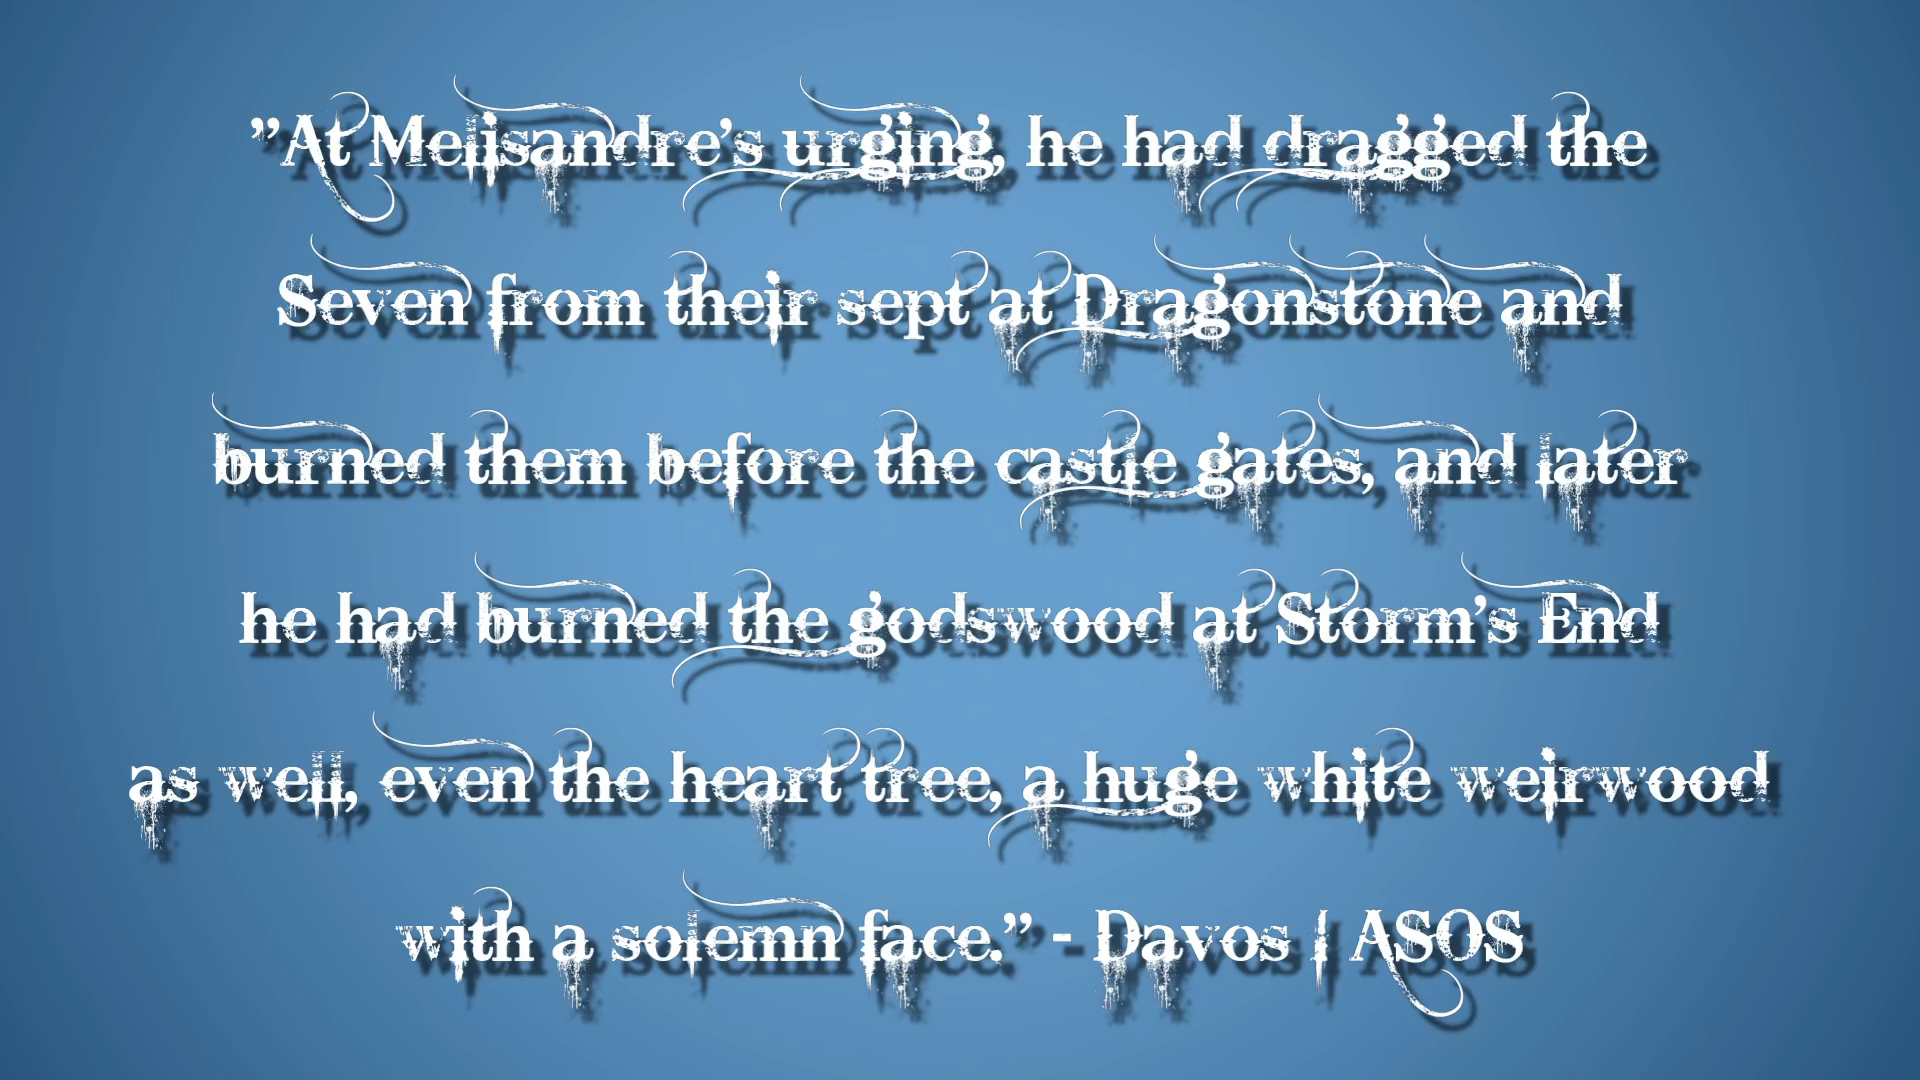 ”At Melisandre’s urging, he had dragged the
Seven from their sept at Dragonstone and
burned them before the castle gates, and later
he had burned the godswood at Storm’s End
as well, even the heart tree, a huge white weirwood
with a solemn face.” - Davos I ASOS